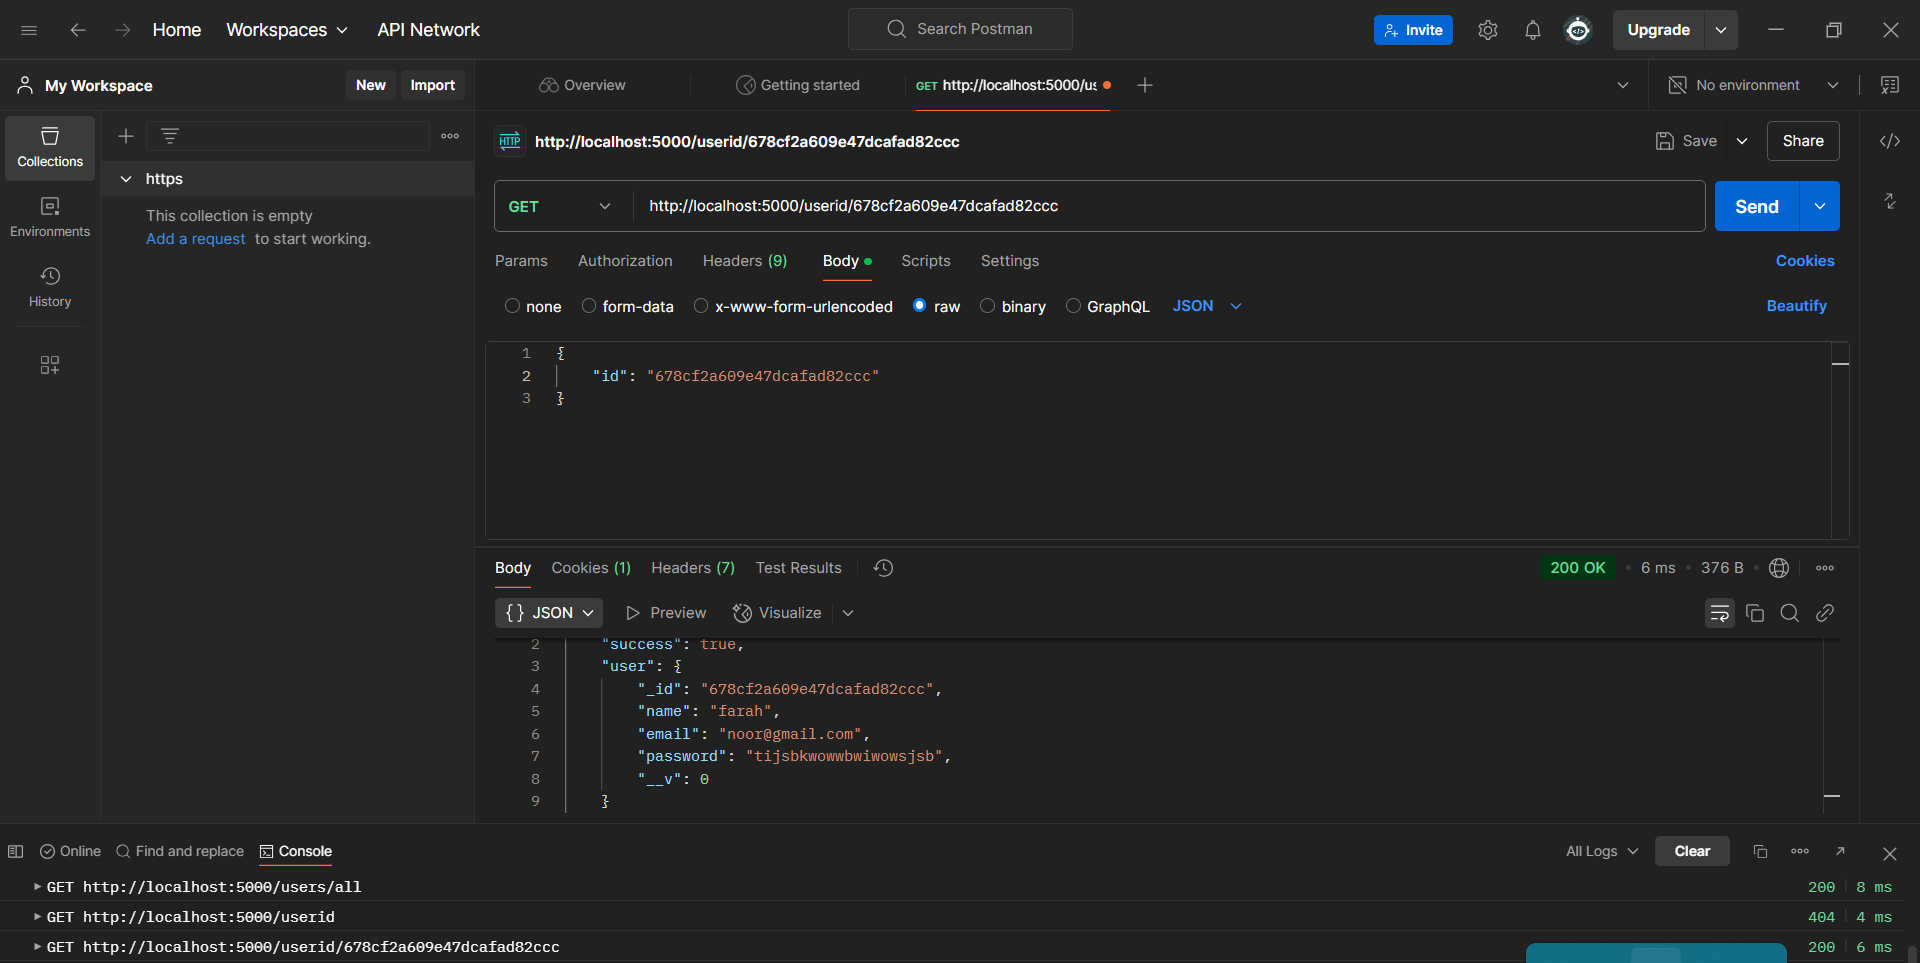 Home Workspaces API Network Search Postman Invite Upgrade
My Workspace New Import Overview Getting started GET http://localhost:5000/us No environment
Collections
Environments
History
https
This collection is empty
Add a request to start working.
HTTP http://localhost:5000/userid/678cf2a609e47dcafad82ccc Save Share
GET http://localhost:5000/userid/678cf2a609e47dcafad82ccc Send
Params Authorization Headers (9) Body Scripts Settings Cookies
none form-data x-www-form-urlencoded raw binary GraphQL JSON Beautify
1 {
2 "id": "678cf2a609e47dcafad82ccc"
3 }
Body Cookies (1) Headers (7) Test Results 200 OK • 6 ms • 376 B •
{} JSON Preview Visualize
2 "success": true,
3 "user": {
4 "_id": "678cf2a609e47dcafad82ccc",
5 "name": "farah",
6 "email": "noor@gmail.com",
7 "password": "tijsbkwowwbwiwowsjsb",
8 "__v": 0
9 }
Online Find and replace Console All Logs Clear
GET http://localhost:5000/users/all 200 8 ms
GET http://localhost:5000/userid 404 4 ms
GET http://localhost:5000/userid/678cf2a609e47dcafad82ccc 200 6 ms